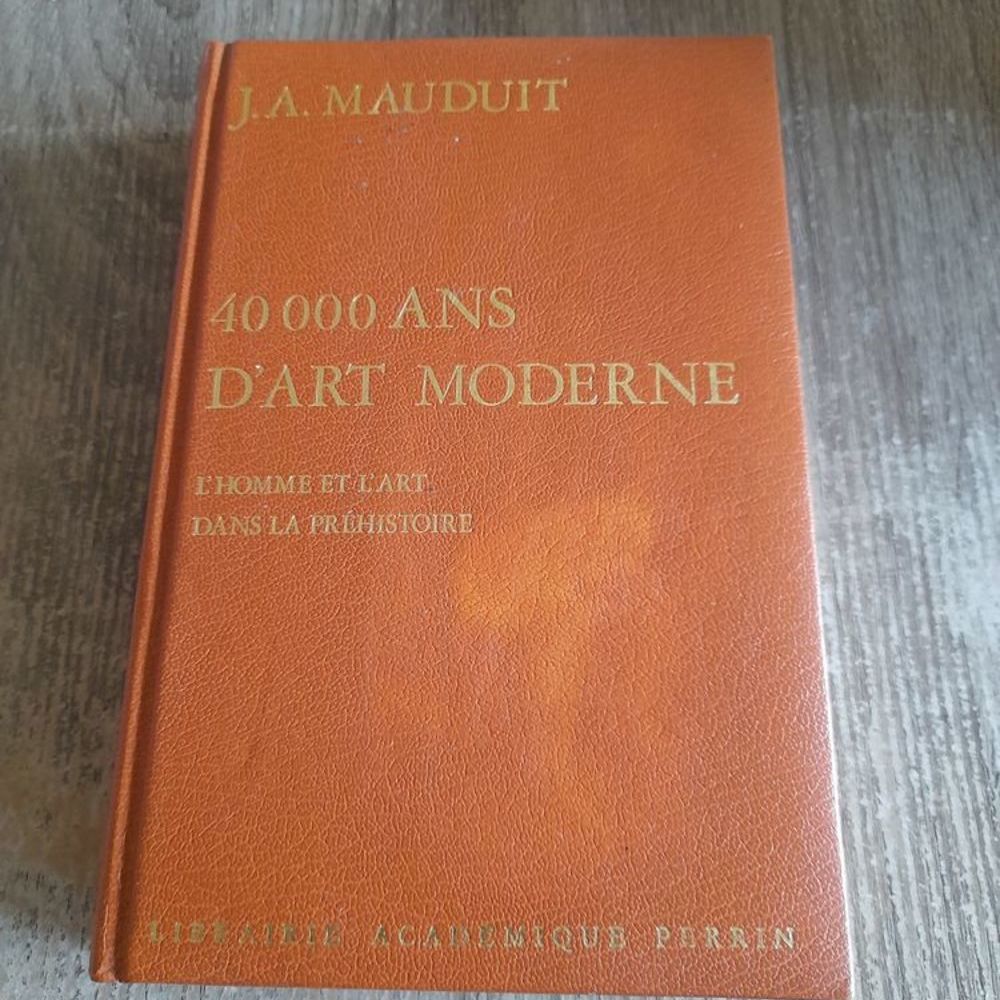 J.A. MAUDUIT
40 000 ANS
D'ART MODERNE
L'HOMME ET L'ART
DANS LA PRÉHISTOIRE
LIBRAIRIE ACADÉMIQUE PERRIN